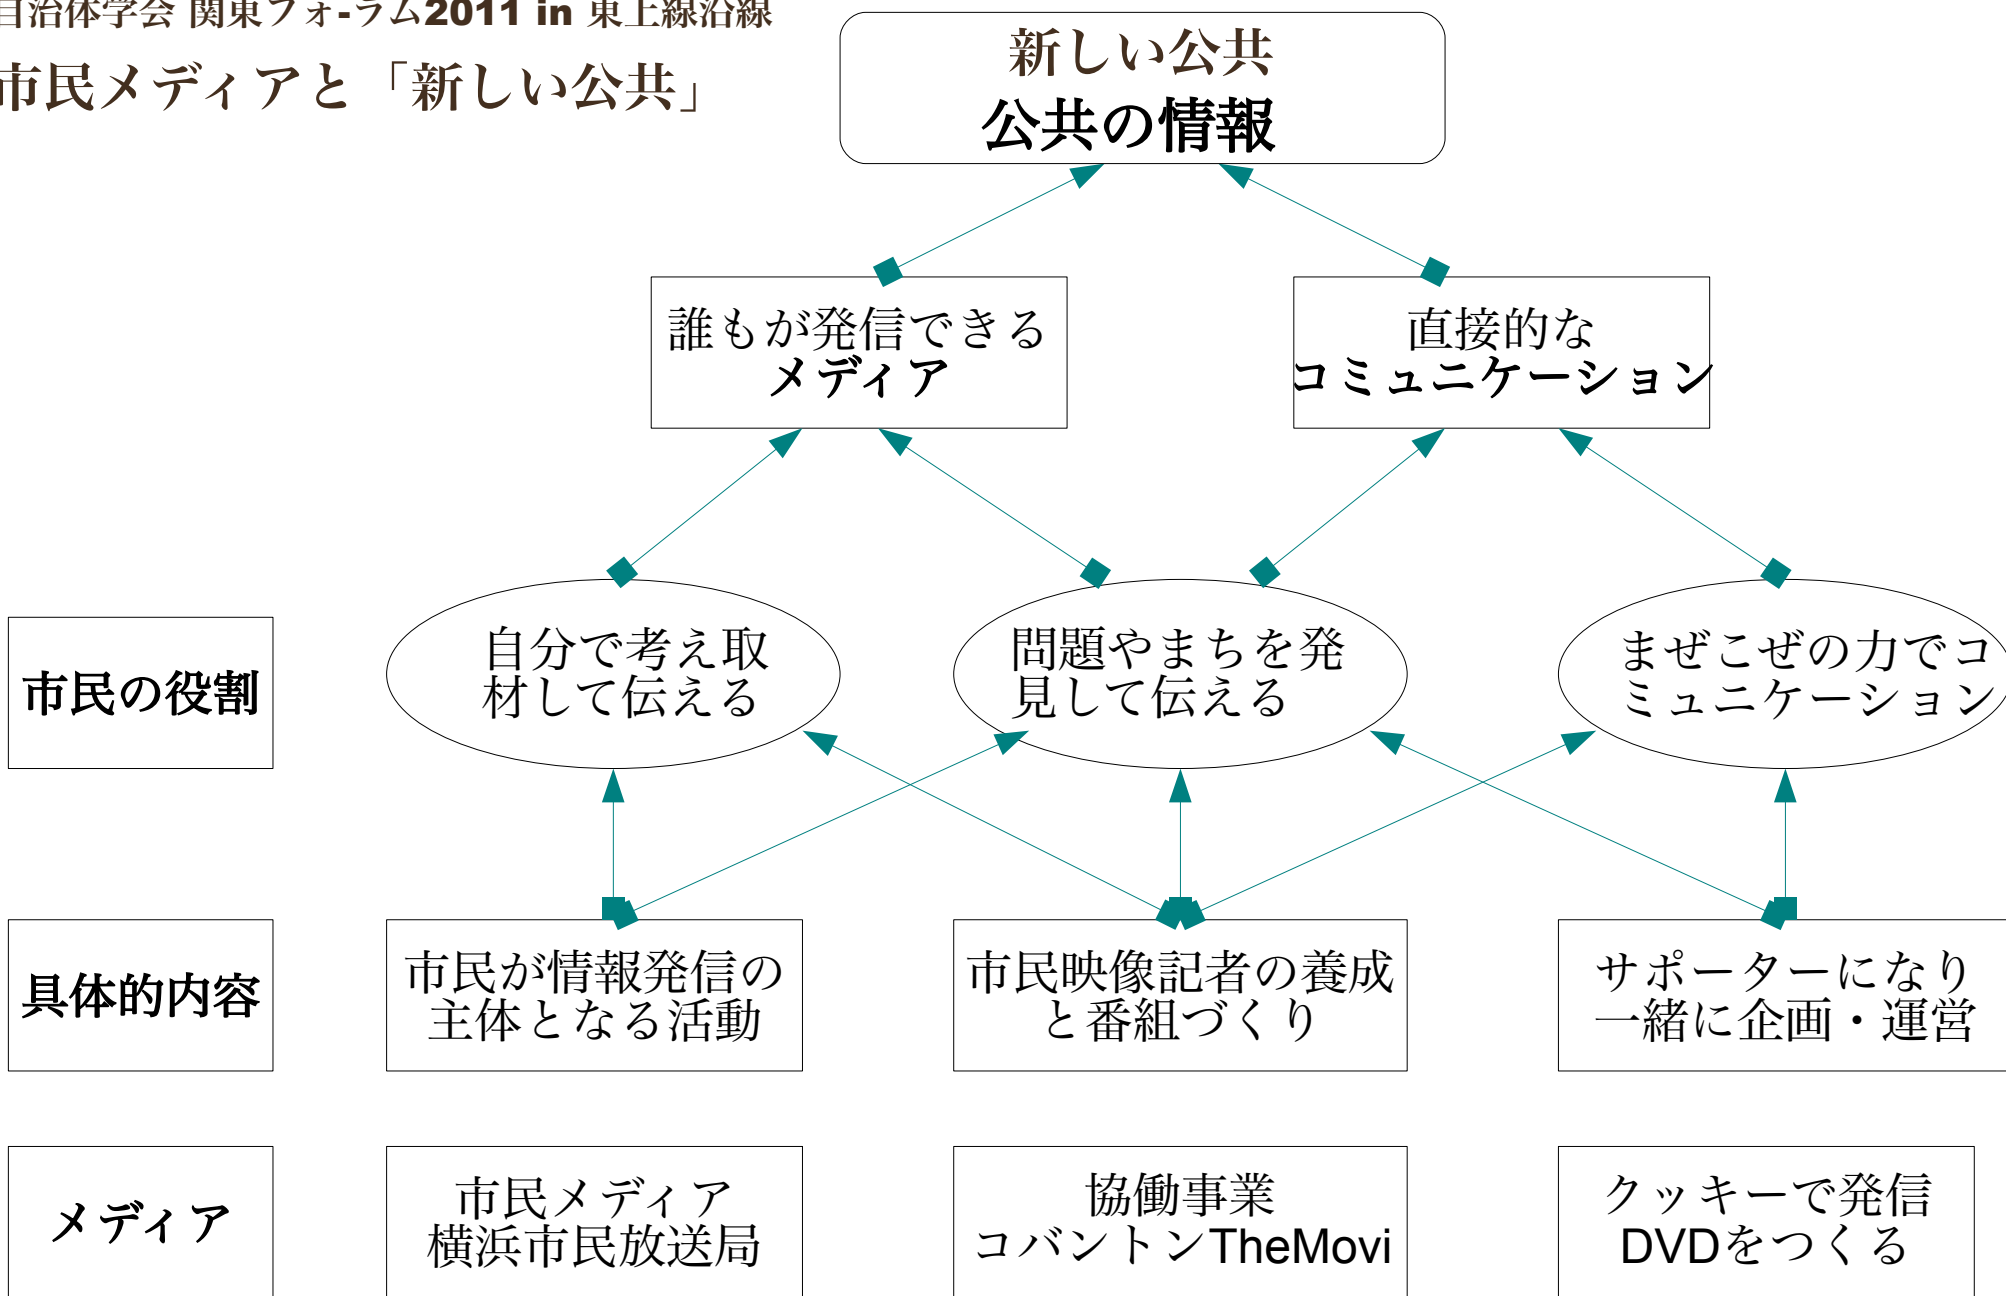 自治体学会 関東フォ-ラム2011 in 東上線沿線
市民メディアと「新しい公共」
新しい公共
公共の情報
誰もが発信できる
メディア
直接的な
コミュニケーション
市民の役割
自分で考え取
材して伝える
問題やまちを発
見して伝える
まぜこぜの力でコ
ミュニケーション
具体的内容
市民が情報発信の
主体となる活動
市民映像記者の養成
と番組づくり
サポーターになり
一緒に企画・運営
メディア
市民メディア
横浜市民放送局
協働事業
コバントンTheMovi
クッキーで発信
DVDをつくる